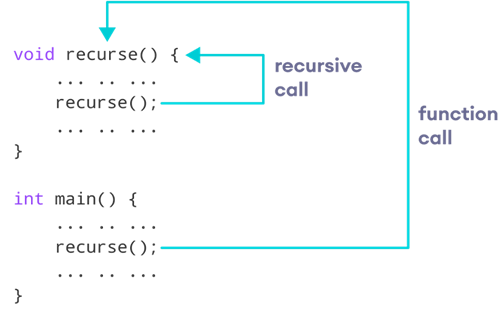 void recurse() {
... .. ...
recurse();
... .. ...
}
recursive
call
function
call
int main() {
... .. ...
recurse();
... .. ...
}